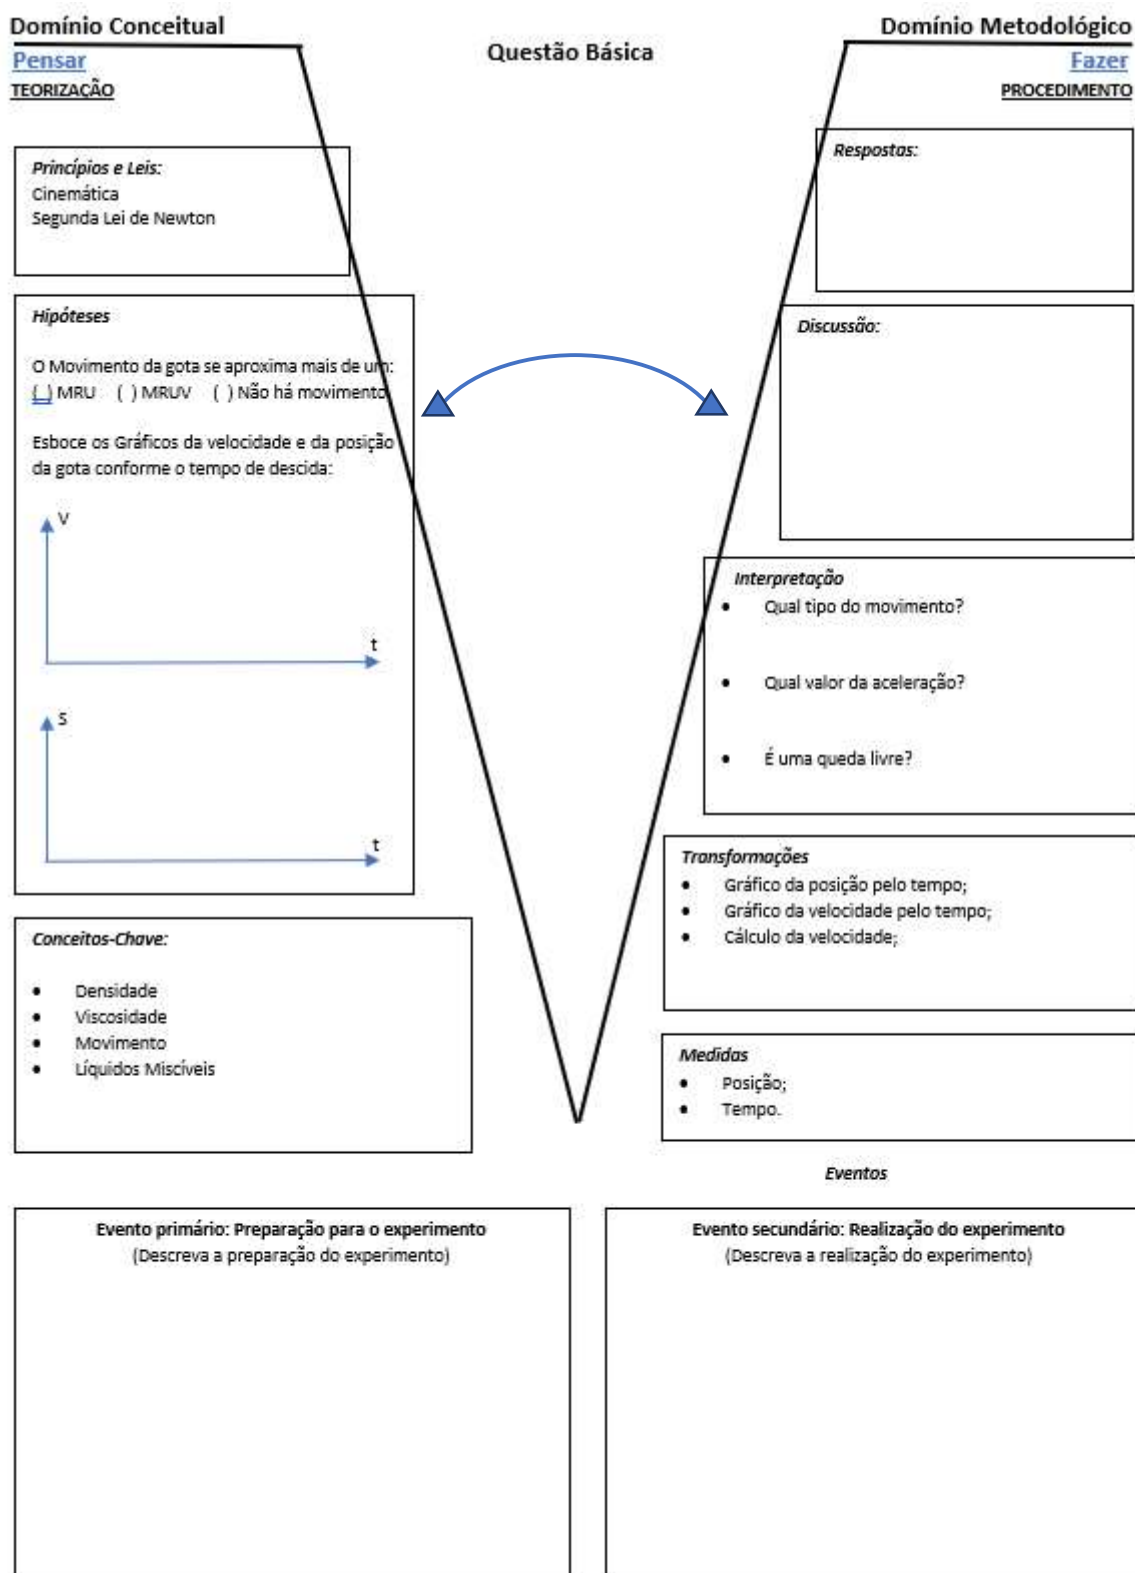 Domínio Conceitual
Pensar
TEORIZAÇÃO
Questão Básica
Domínio Metodológico
Fazer
PROCEDIMENTO
Princípios e Leis:
Cinemática
Segunda Lei de Newton
Hipóteses
O Movimento da gota se aproxima mais de um:
( ) MRU ( ) MRUV ( ) Não há movimento
Esboce os Gráficos da velocidade e da posição
da gota conforme o tempo de descida:
V
t
S
t
Conceitos-Chave:
• Densidade
• Viscosidade
• Movimento
• Líquidos Miscíveis
Respostas:
Discussão:
Interpretação
• Qual tipo do movimento?
• Qual valor da aceleração?
• É uma queda livre?
Transformações
• Gráfico da posição pelo tempo;
• Gráfico da velocidade pelo tempo;
• Cálculo da velocidade;
Medidas
• Posição;
• Tempo.
Eventos
Evento primário: Preparação para o experimento
(Descreva a preparação do experimento)
Evento secundário: Realização do experimento
(Descreva a realização do experimento)